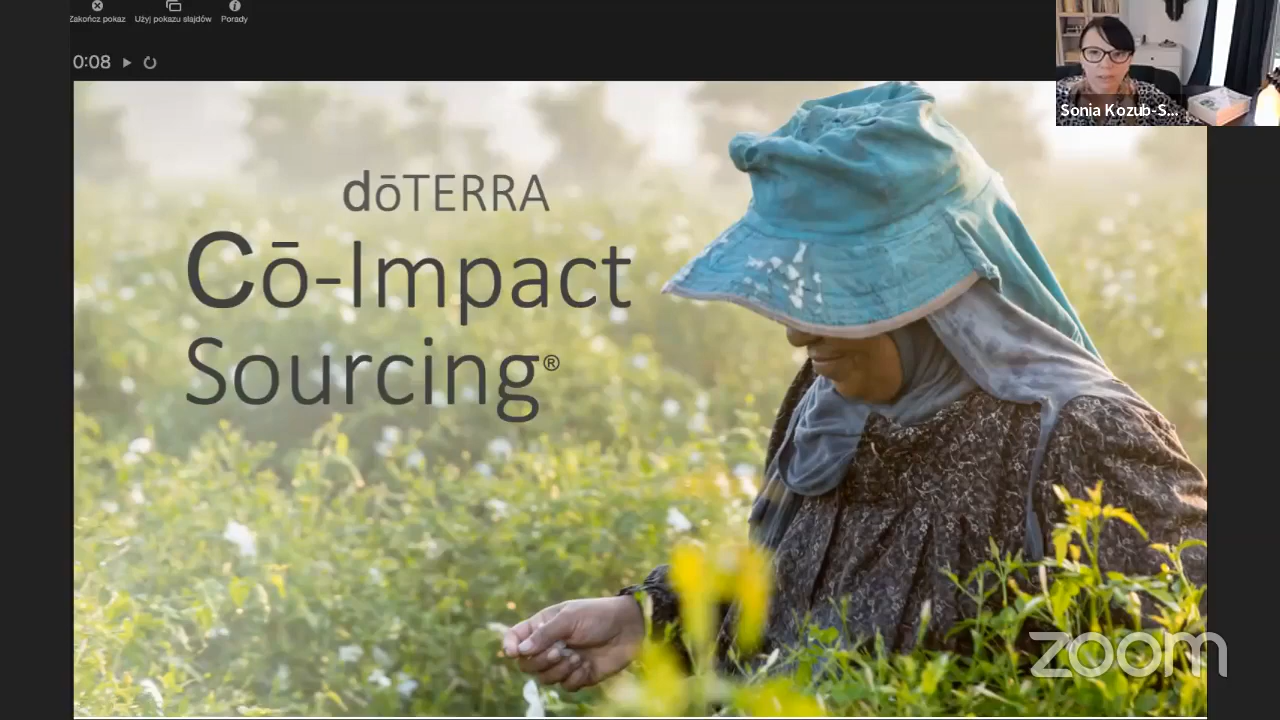 Zakończ pokaz Użyj pokazu slajdów Porady
0:08
Sonia Kozub-S...
dōTERRA
Cō-Impact
Sourcing®
zoom